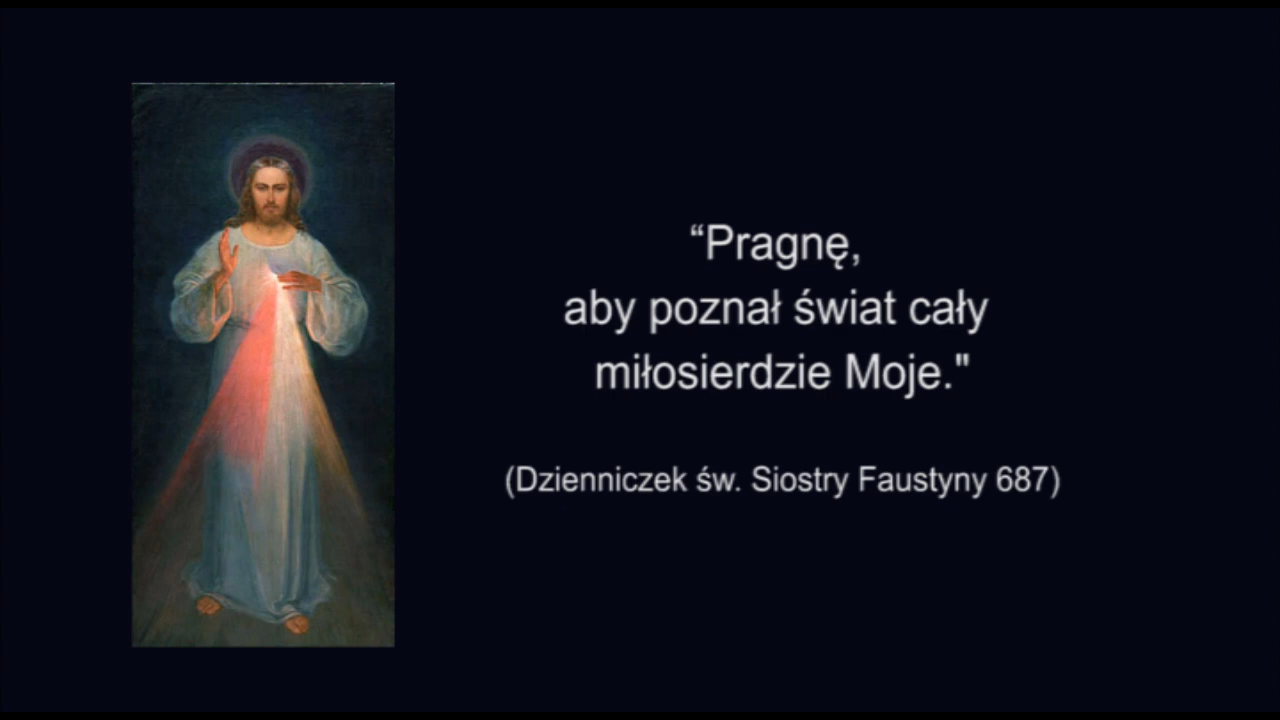 “Pragnę,
aby poznał świat cały
miłosierdzie Moje."
(Dzienniczek św. Siostry Faustyny 687)